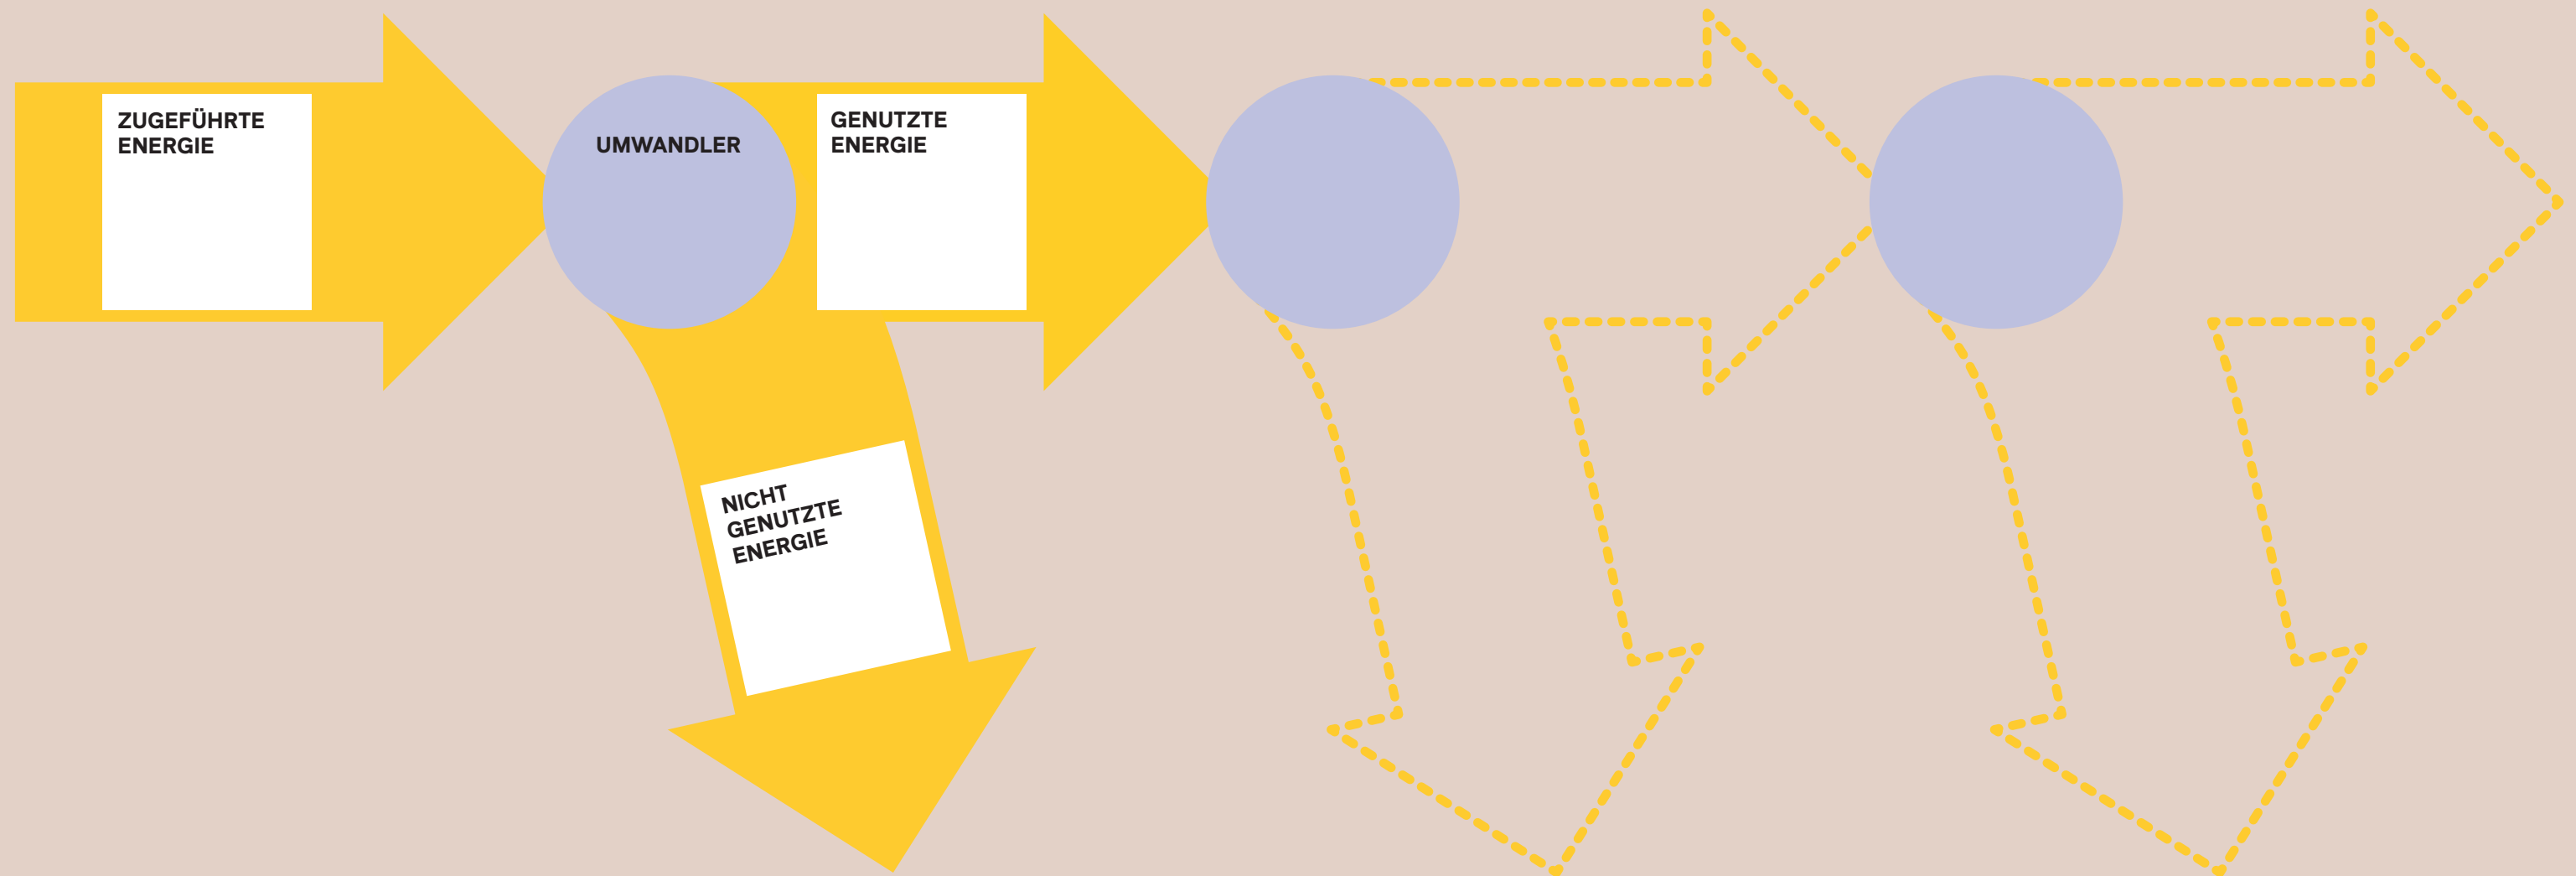 ZUGEFÜHRTE
ENERGIE
UMWANDLER
GENUTZTE
ENERGIE
NICHT
GENUTZTE
ENERGIE